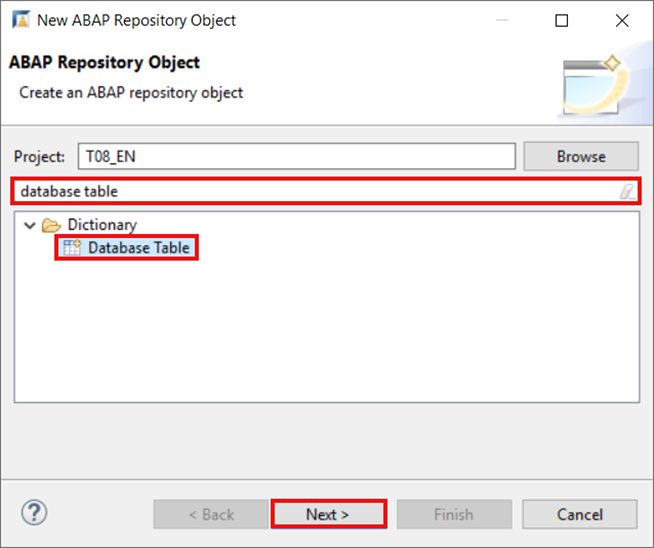 New ABAP Repository Object
ABAP Repository Object
Create an ABAP repository object
Project: T08_EN Browse
database table
Dictionary
Database Table
? < Back Next > Finish Cancel